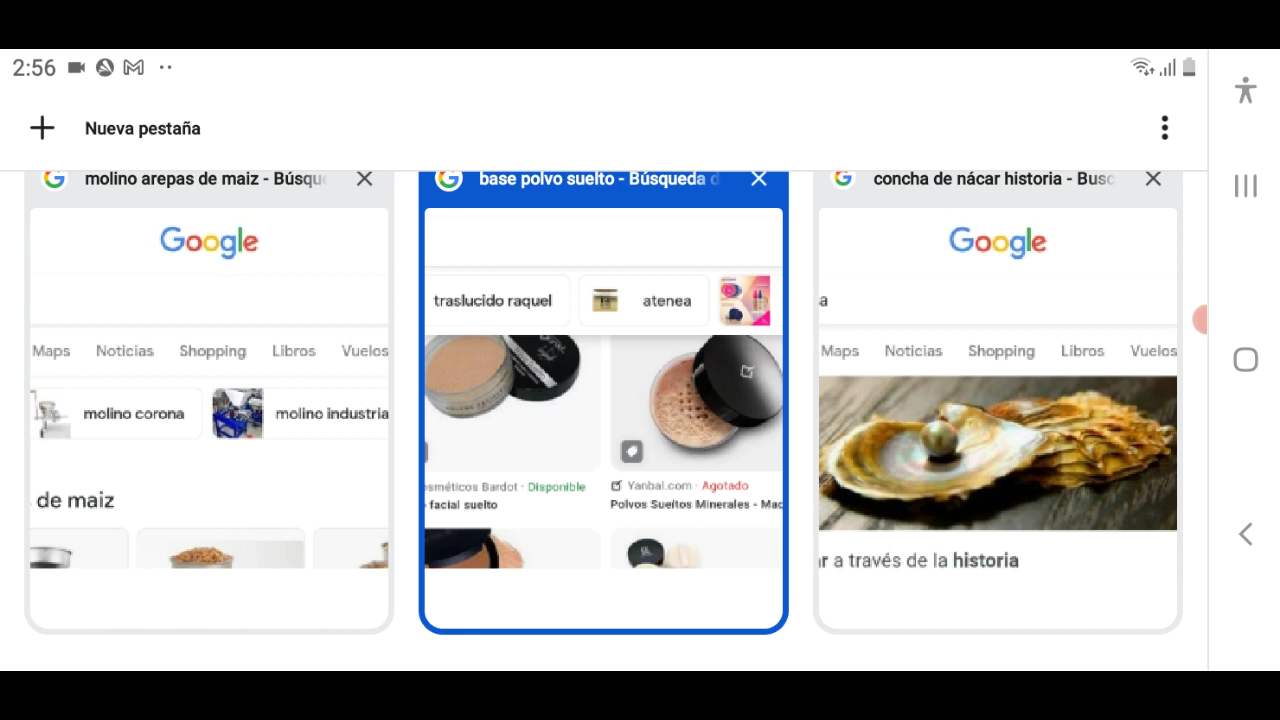 2:56
Nueva pestaña
molino arepas de maiz - Búsqu
base polvo suelto - Búsqueda d
concha de nácar historia - Busc
Google
Google
traslucido raquel
atenea
a
Maps Noticias Shopping Libros Vuelos
Maps Noticias Shopping Libros Vuelos
molino corona
molino industria
de maiz
osméticos Bardot · Disponible
facial suelto
Yanbal.com · Agotado
Polvos Sueltos Minerales - Mac
r a través de la historia